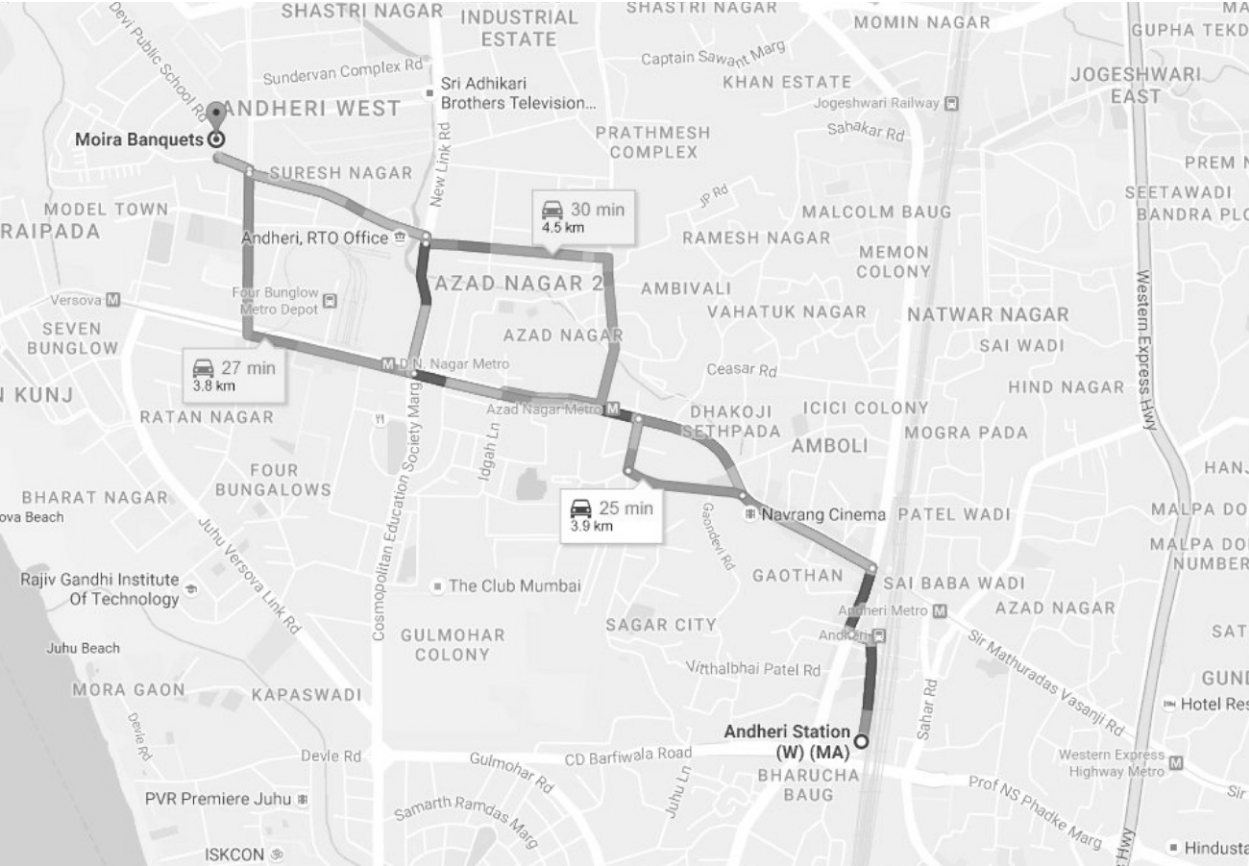 SHASTRI NAGAR
INDUSTRIAL
ESTATE
SHASTRI NAGAR
MOMIN NAGAR
GUPHA TEKD
Devi Public School Rd
Sundervan Complex Rd
Captain Sawant Marg
KHAN ESTATE
JOGESHWARI
EAST
Sri Adhikari
Brothers Television...
Jogeshwari Railway
ANDHERI WEST
Moira Banquets
PRATHMESH
COMPLEX
Sahakar Rd
PREM N
SURESH NAGAR
New Link Rd
SEETAWADI
BANDRA PLO
MODEL TOWN
RAIPADA
30 min
4.5 km
JP Rd
MALCOLM BAUG
Andheri, RTO Office
RAMESH NAGAR
MEMON
COLONY
AZAD NAGAR 2
AMBIVALI
Western Express Hwy
Versova
Four Bunglow
Metro Depot
VAHATUK NAGAR
NATWAR NAGAR
SEVEN
BUNGLOW
AZAD NAGAR
SAI WADI
27 min
3.8 km
D.N. Nagar Metro
Ceasar Rd
HIND NAGAR
N KUNJ
RATAN NAGAR
Azad Nagar Metro
DHAKOJI
SETHPADA
ICICI COLONY
MOGRA PADA
AMBOLI
Idgah Ln
FOUR
BUNGALOWS
HANJ
BHARAT NAGAR
25 min
3.9 km
Navrang Cinema
PATEL WADI
MALPA DO
ova Beach
Gaondevi Rd
MALPA DO
NUMBER
Juhu Versova Link Rd
Cosmopolitan Education Society Marg
Rajiv Gandhi Institute
Of Technology
The Club Mumbai
GAOTHAN
SAI BABA WADI
Andheri Metro
AZAD NAGAR
GULMOHAR
COLONY
SAGAR CITY
Andheri
SAT
Juhu Beach
Vitthalbhai Patel Rd
Sir Mathuradas Vasanji Rd
MORA GAON
KAPASWADI
GUND
Sahar Rd
Hotel Res
Devle Rd
Andheri Station
(W) (MA)
Devle Rd
Gulmohar Rd
CD Barfiwala Road
Western Express
Highway Metro
BHARUCHA
BAUG
Juhu Ln
Prof NS Phadke Marg
Sir
PVR Premiere Juhu
Samarth Ramdas Marg
Hwy
ISKCON
Hindusta